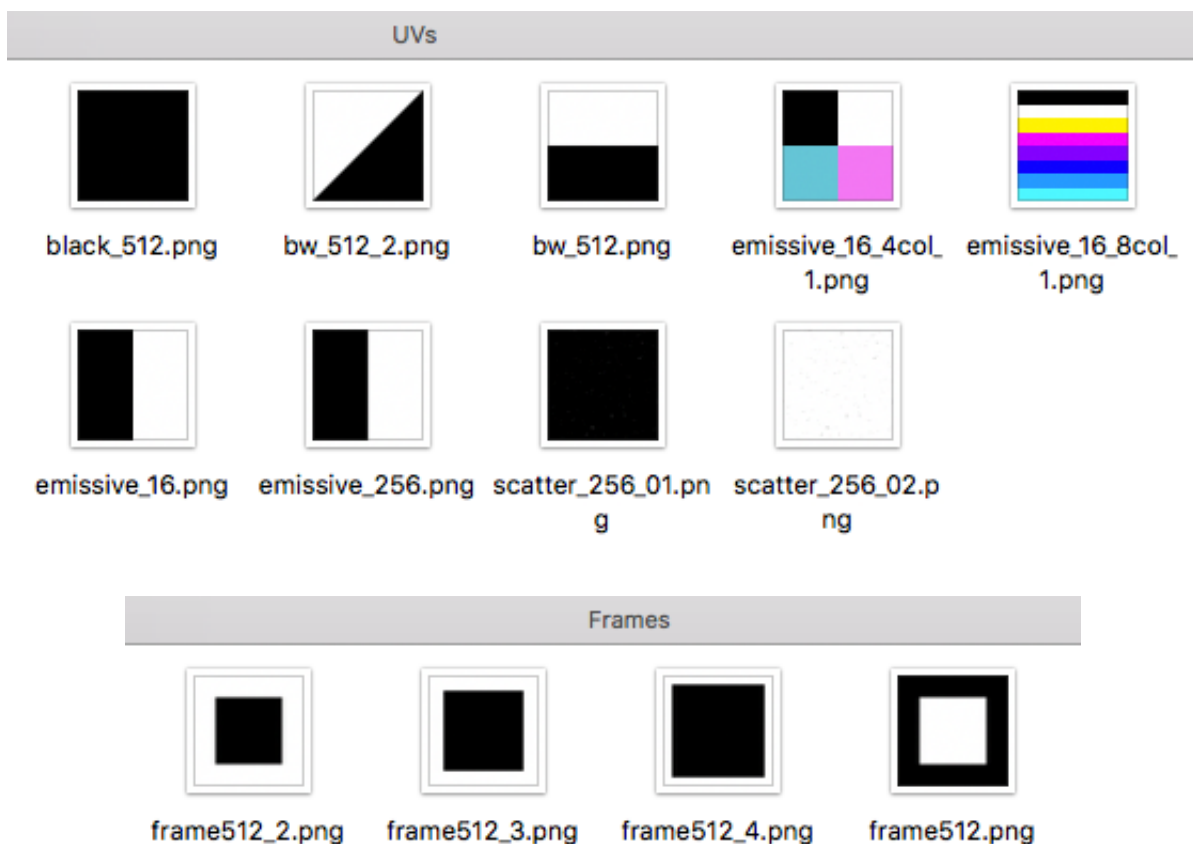 UVs
black_512.png
bw_512_2.png
bw_512.png
emissive_16_4col_
1.png
emissive_16_8col_
1.png
emissive_16.png
emissive_256.png
scatter_256_01.pn
g
scatter_256_02.p
ng
Frames
frame512_2.png
frame512_3.png
frame512_4.png
frame512.png